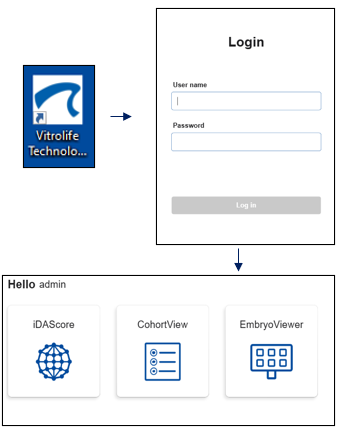 Vitrolife
Technolo...
Login
User name
Password
Log in
Hello admin
iDAScore
CohortView
EmbryoViewer